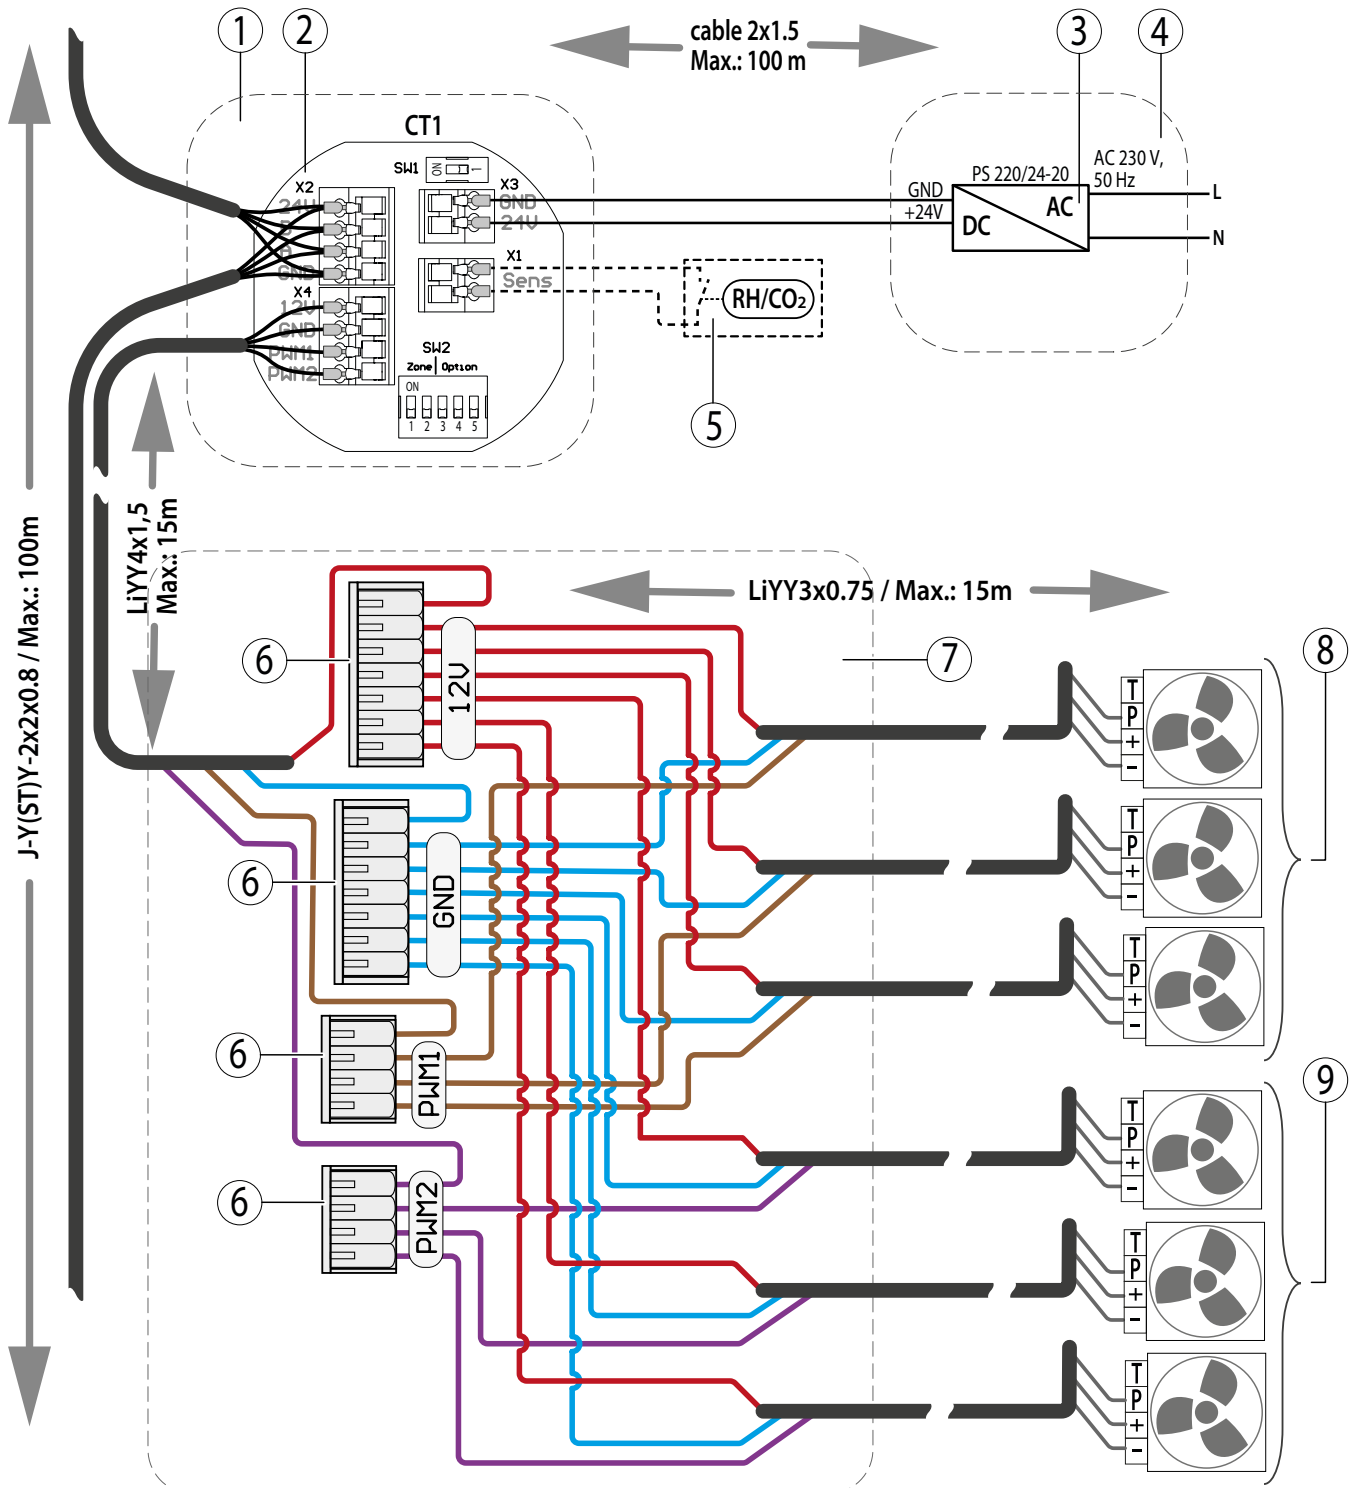 1
2
cable 2x1.5
Max.: 100 m
3
4
CT1
SW1
ON
1
X2
24V
B
A
GND
X3
GND
24V
GND
+24V
PS 220/24-20
DC
AC
AC 230 V,
50 Hz
L
N
X1
Sens
RH/CO₂
5
X4
12V
GND
PWM1
PWM2
SW2
Zone | Option
ON
1 2 3 4 5
J-Y(ST)Y-2x2x0.8 / Max.: 100m
LiYY4x1,5
Max.: 15m
LiYY3x0.75 / Max.: 15m
6
12V
7
8
T
P
+
-
6
GND
T
P
+
-
T
P
+
-
6
PWM1
9
T
P
+
-
6
PWM2
T
P
+
-
T
P
+
-